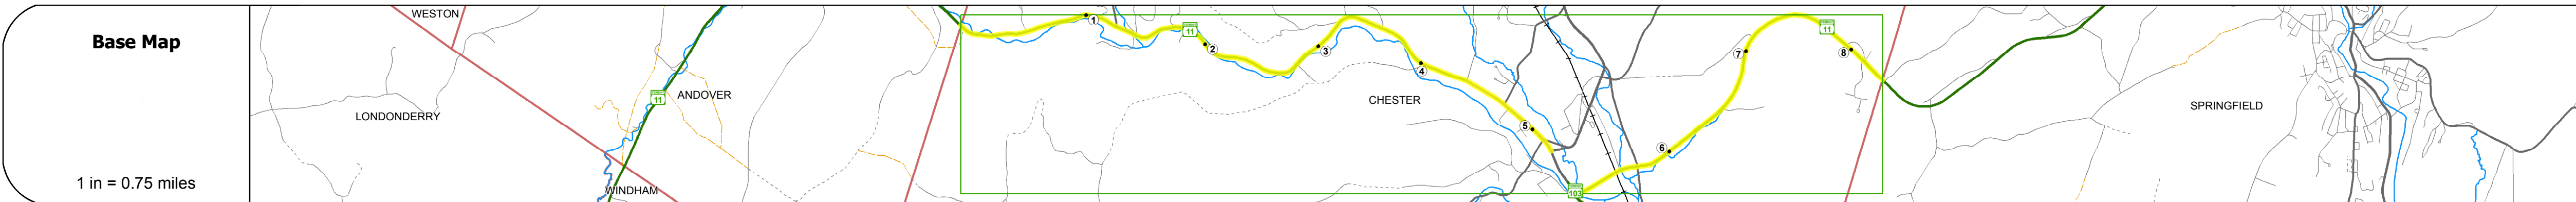 Base Map
1 in = 0.75 miles
WESTON
LONDONDERRY
11
ANDOVER
WINDHAM
1
11
2
3
4
CHESTER
5
103
6
7
11
8
SPRINGFIELD